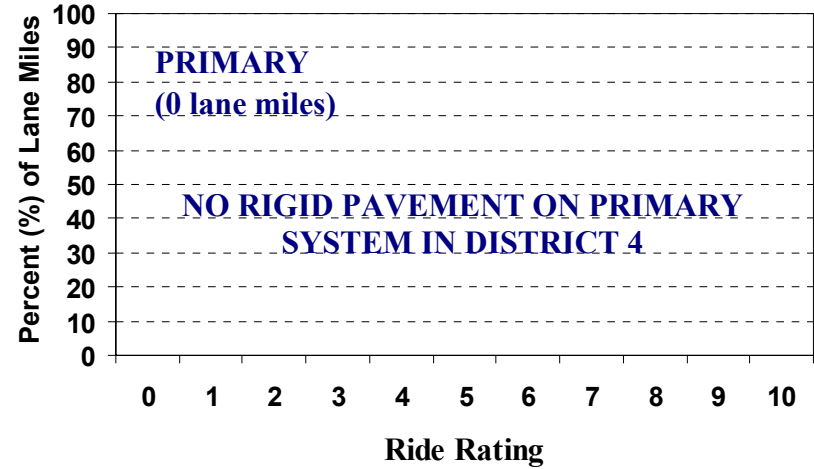 100
90
80
70
60
50
40
30
20
10
0
Percent (%) of Lane Miles
PRIMARY
(0 lane miles)
NO RIGID PAVEMENT ON PRIMARY
SYSTEM IN DISTRICT 4
0 1 2 3 4 5 6 7 8 9 10
Ride Rating